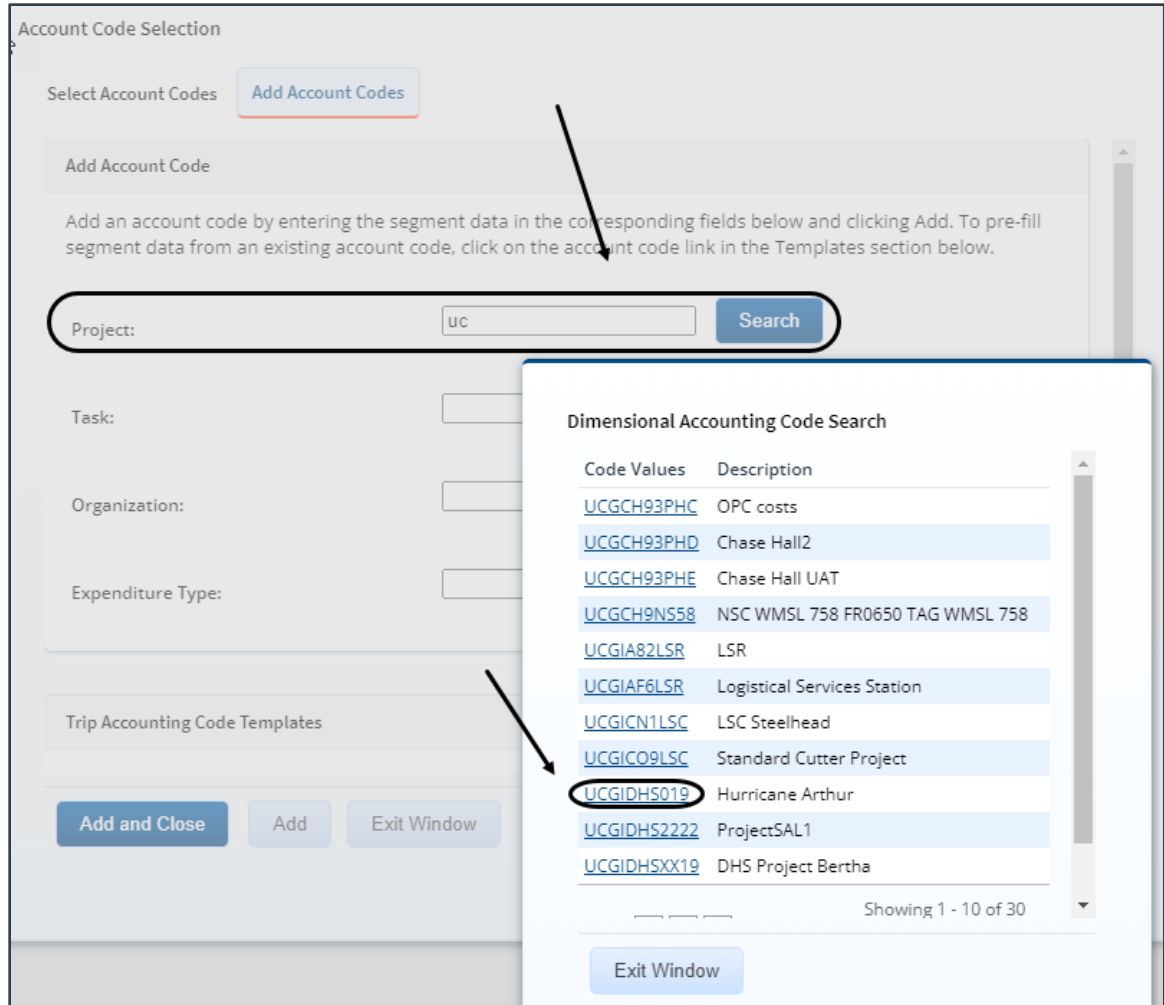 Account Code Selection
Select Account Codes Add Account Codes
Add Account Code
Add an account code by entering the segment data in the corresponding fields below and clicking Add. To pre-fill
segment data from an existing account code, click on the account code link in the Templates section below.
Project: uc Search
Task:
Organization:
Expenditure Type:
Trip Accounting Code Templates
Add and Close Add Exit Window
Dimensional Accounting Code Search
Code Values Description
UCGCH93PHC OPC costs
UCGCH93PHD Chase Hall2
UCGCH93PHE Chase Hall UAT
UCGCH9NS58 NSC WMSL 758 FR0650 TAG WMSL 758
UCGIA82LSR LSR
UCGIAF6LSR Logistical Services Station
UCGICN1LSC LSC Steelhead
UCGICO9LSC Standard Cutter Project
UCGIDHS019 Hurricane Arthur
UCGIDHS2222 ProjectSAL1
UCGIDHSXX19 DHS Project Bertha
Showing 1 - 10 of 30
Exit Window